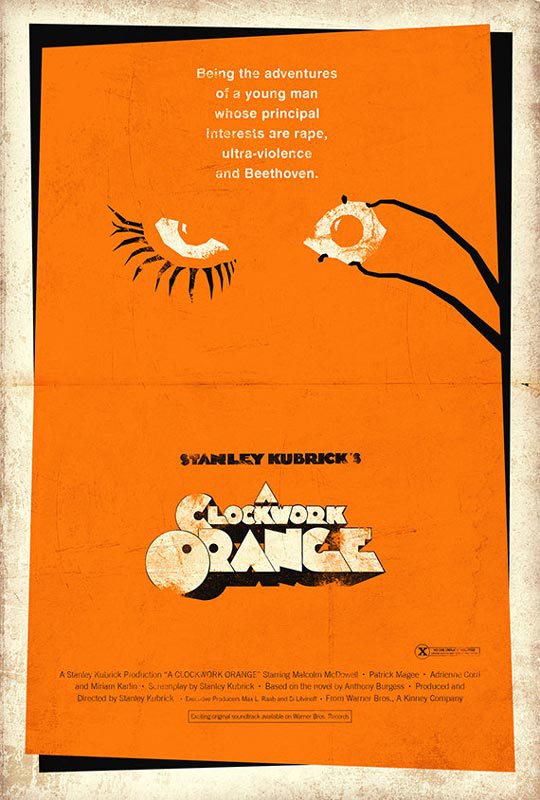 Being the adventures
of a young man
whose principal
interests are rape,
ultra-violence
and Beethoven.
STANLEY KUBRICK'S
A
CLOCKWORK
ORANGE
X
A Stanley Kubrick Production "A CLOCKWORK ORANGE" Starring Malcolm McDowell • Patrick Magee • Adrienne Corri
and Miriam Karlin • Screenplay by Stanley Kubrick • Based on the novel by Anthony Burgess • Produced and
Directed by Stanley Kubrick • Executive Producers Max L. Raab and Si Litvinoff • From Warner Bros., A Kinney Company
Exciting original soundtrack available on Warner Bros. Records